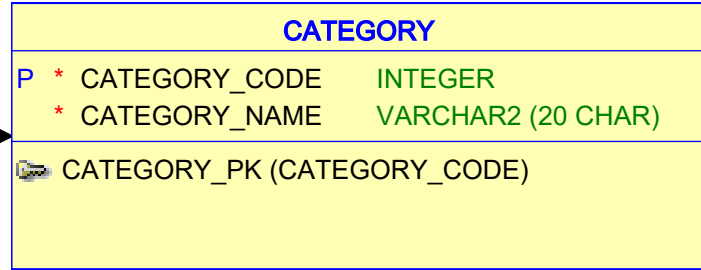 CATEGORY
P * CATEGORY_CODE INTEGER
* CATEGORY_NAME VARCHAR2 (20 CHAR)
CATEGORY_PK (CATEGORY_CODE)